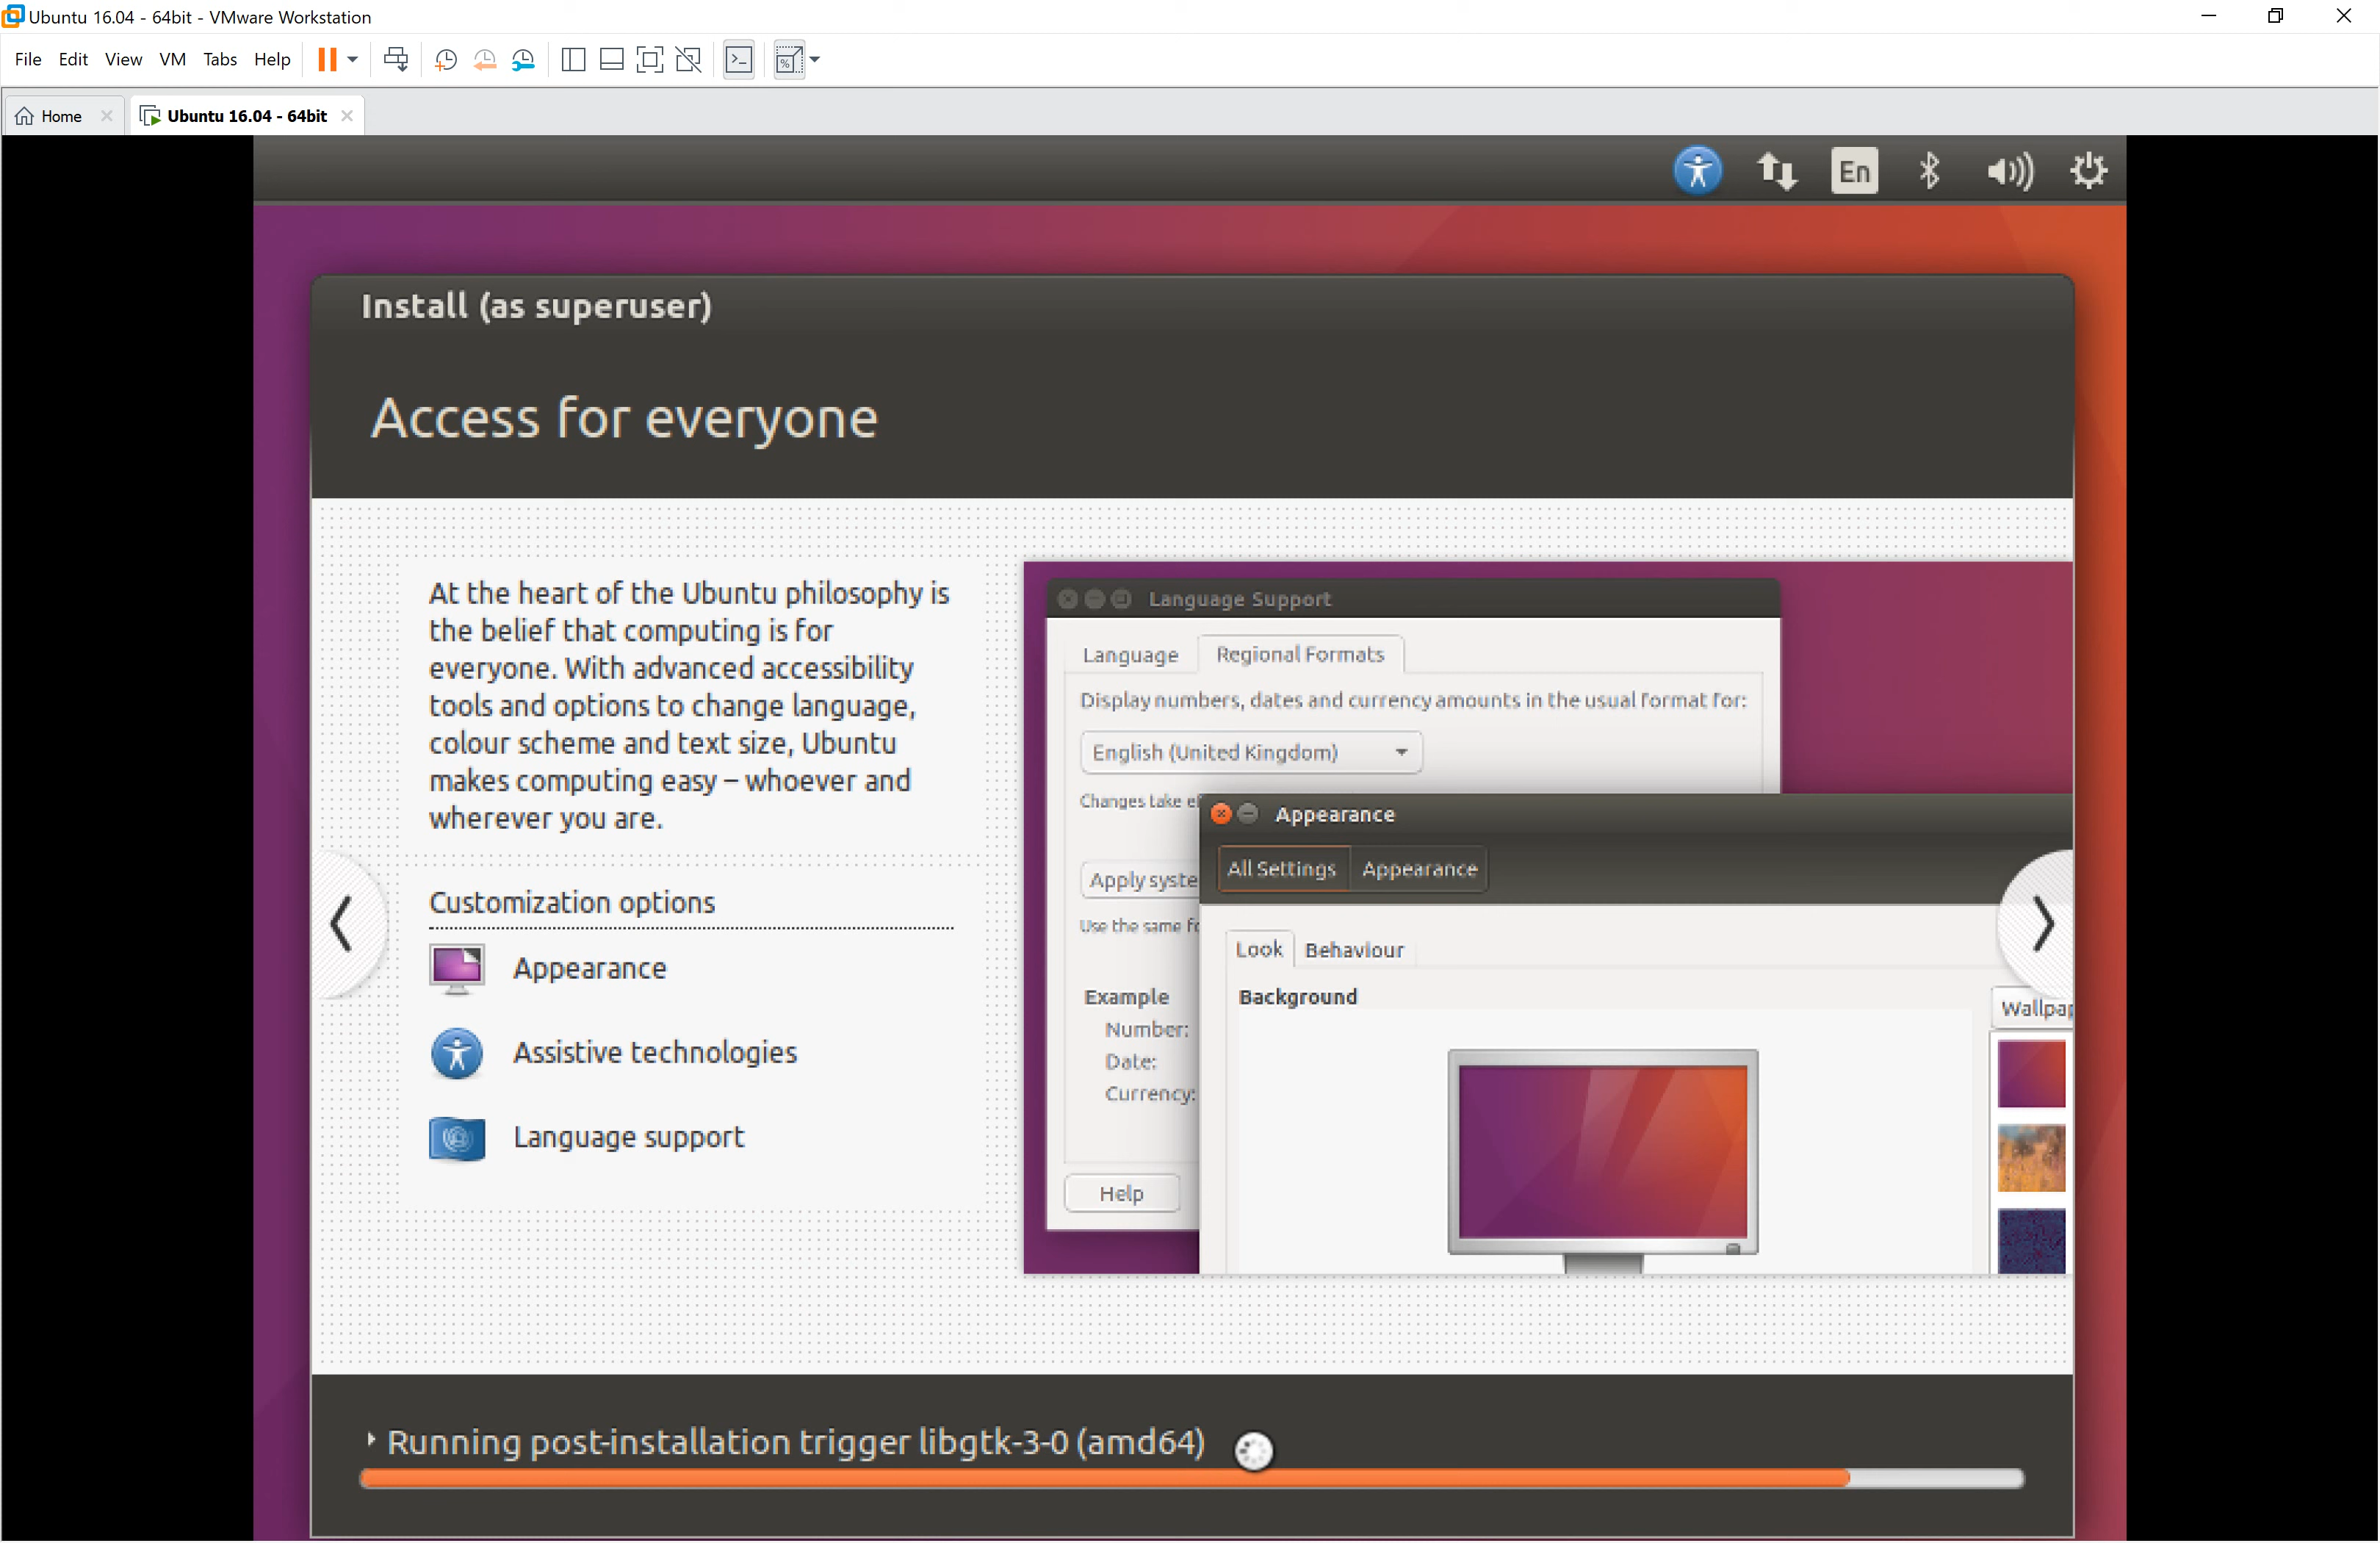 Ubuntu 16.04 - 64bit - VMware Workstation
File Edit View VM Tabs Help
Home
Ubuntu 16.04 - 64bit
En
Install (as superuser)
Access for everyone
At the heart of the Ubuntu philosophy is
the belief that computing is for
everyone. With advanced accessibility
tools and options to change language,
colour scheme and text size, Ubuntu
makes computing easy – whoever and
wherever you are.
Customization options
Appearance
Assistive technologies
Language support
Language Support
Language Regional Formats
Display numbers, dates and currency amounts in the usual format for:
English (United Kingdom)
Changes take e
Apply syste
Use the same fo
Example
Number:
Date:
Currency:
Help
Appearance
All Settings Appearance
Look Behaviour
Background
Wallpap
Running post-installation trigger libgtk-3-0 (amd64)